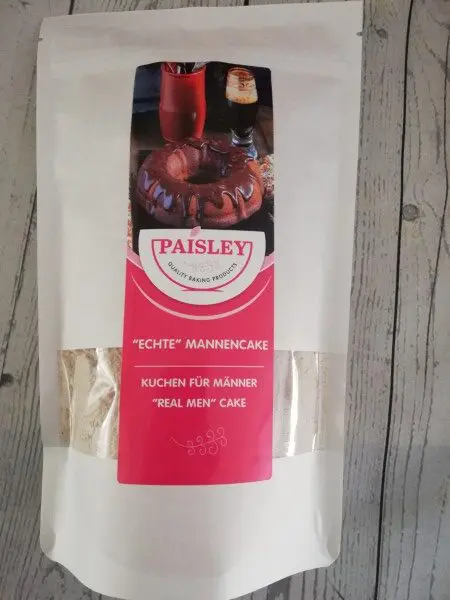 PAISLEY
QUALITY BAKING PRODUCTS
"ECHTE" MANNENCAKE
KUCHEN FÜR MÄNNER
"REAL MEN" CAKE